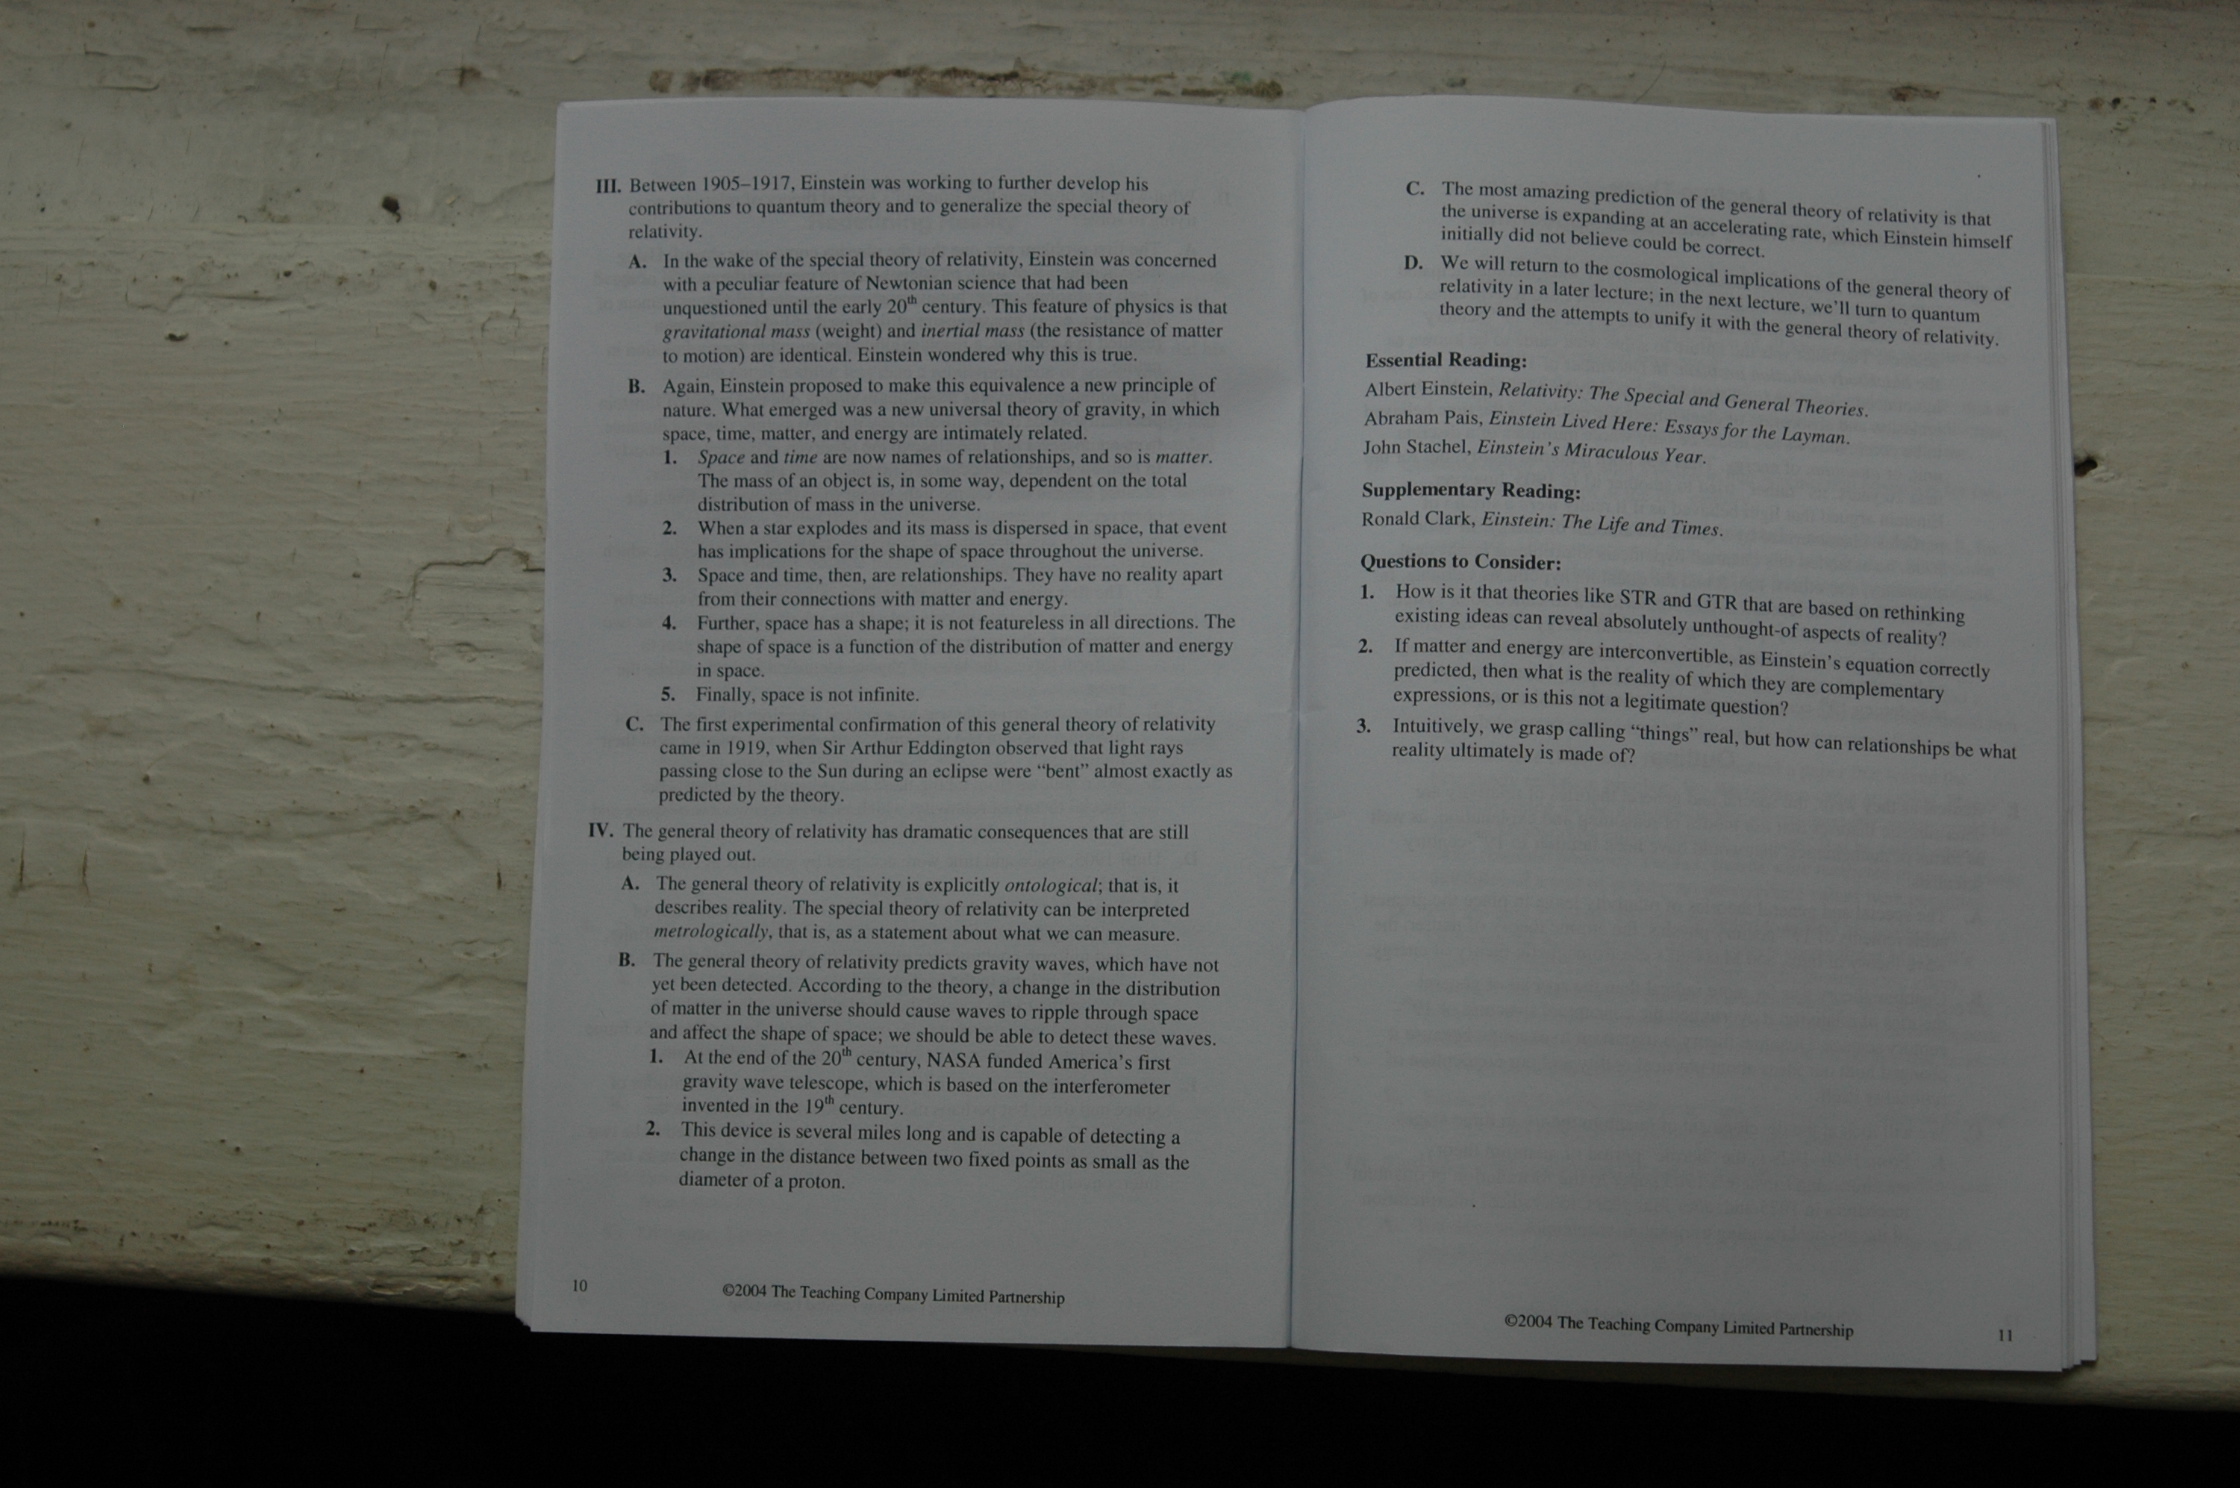 III. Between 1905–1917, Einstein was working to further develop his
contributions to quantum theory and to generalize the special theory of
relativity.
A. In the wake of the special theory of relativity, Einstein was concerned
with a peculiar feature of Newtonian science that had been
unquestioned until the early 20th century. This feature of physics is that
gravitational mass (weight) and inertial mass (the resistance of matter
to motion) are identical. Einstein wondered why this is true.
B. Again, Einstein proposed to make this equivalence a new principle of
nature. What emerged was a new universal theory of gravity, in which
space, time, matter, and energy are intimately related.
1. Space and time are now names of relationships, and so is matter.
The mass of an object is, in some way, dependent on the total
distribution of mass in the universe.
2. When a star explodes and its mass is dispersed in space, that event
has implications for the shape of space throughout the universe.
3. Space and time, then, are relationships. They have no reality apart
from their connections with matter and energy.
4. Further, space has a shape; it is not featureless in all directions. The
shape of space is a function of the distribution of matter and energy
in space.
5. Finally, space is not infinite.
C. The first experimental confirmation of this general theory of relativity
came in 1919, when Sir Arthur Eddington observed that light rays
passing close to the Sun during an eclipse were “bent” almost exactly as
predicted by the theory.
IV. The general theory of relativity has dramatic consequences that are still
being played out.
A. The general theory of relativity is explicitly ontological; that is, it
describes reality. The special theory of relativity can be interpreted
metrologically, that is, as a statement about what we can measure.
B. The general theory of relativity predicts gravity waves, which have not
yet been detected. According to the theory, a change in the distribution
of matter in the universe should cause waves to ripple through space
and affect the shape of space; we should be able to detect these waves.
1. At the end of the 20th century, NASA funded America’s first
gravity wave telescope, which is based on the interferometer
invented in the 19th century.
2. This device is several miles long and is capable of detecting a
change in the distance between two fixed points as small as the
diameter of a proton.
10
©2004 The Teaching Company Limited Partnership
C. The most amazing prediction of the general theory of relativity is that
the universe is expanding at an accelerating rate, which Einstein himself
initially did not believe could be correct.
D. We will return to the cosmological implications of the general theory of
relativity in a later lecture; in the next lecture, we’ll turn to quantum
theory and the attempts to unify it with the general theory of relativity.
Essential Reading:
Albert Einstein, Relativity: The Special and General Theories.
Abraham Pais, Einstein Lived Here: Essays for the Layman.
John Stachel, Einstein’s Miraculous Year.
Supplementary Reading:
Ronald Clark, Einstein: The Life and Times.
Questions to Consider:
1. How is it that theories like STR and GTR that are based on rethinking
existing ideas can reveal absolutely unthought-of aspects of reality?
2. If matter and energy are interconvertible, as Einstein’s equation correctly
predicted, then what is the reality of which they are complementary
expressions, or is this not a legitimate question?
3. Intuitively, we grasp calling “things” real, but how can relationships be what
reality ultimately is made of?
©2004 The Teaching Company Limited Partnership
11